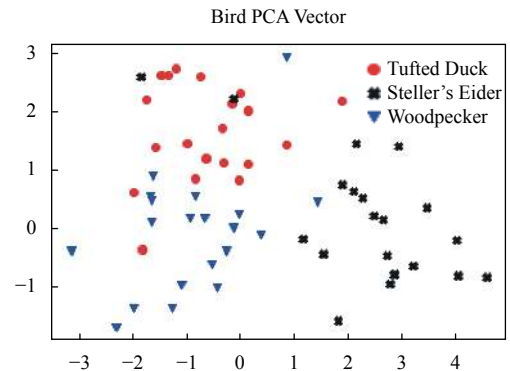 Bird PCA Vector
3
2
1
0
−1
Tufted Duck
Steller's Eider
Woodpecker
−3 −2 −1 0 1 2 3 4